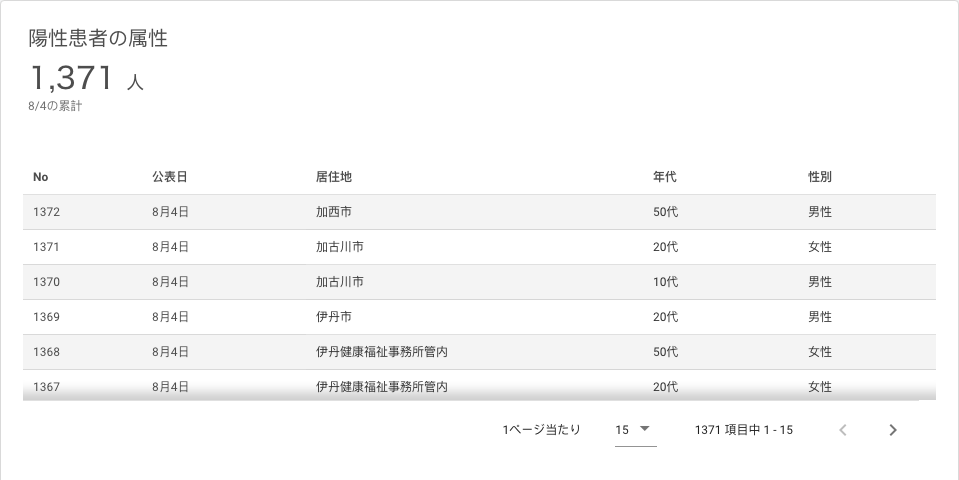 陽性患者の属性
1,371 人
8/4の累計
No 公表日 居住地 年代 性別
1372 8月4日 加西市 50代 男性
1371 8月4日 加古川市 20代 女性
1370 8月4日 加古川市 10代 男性
1369 8月4日 伊丹市 20代 男性
1368 8月4日 伊丹健康福祉事務所管内 50代 女性
1367 8月4日 伊丹健康福祉事務所管内 20代 女性
1ページ当たり 15 1371 項目中 1 - 15